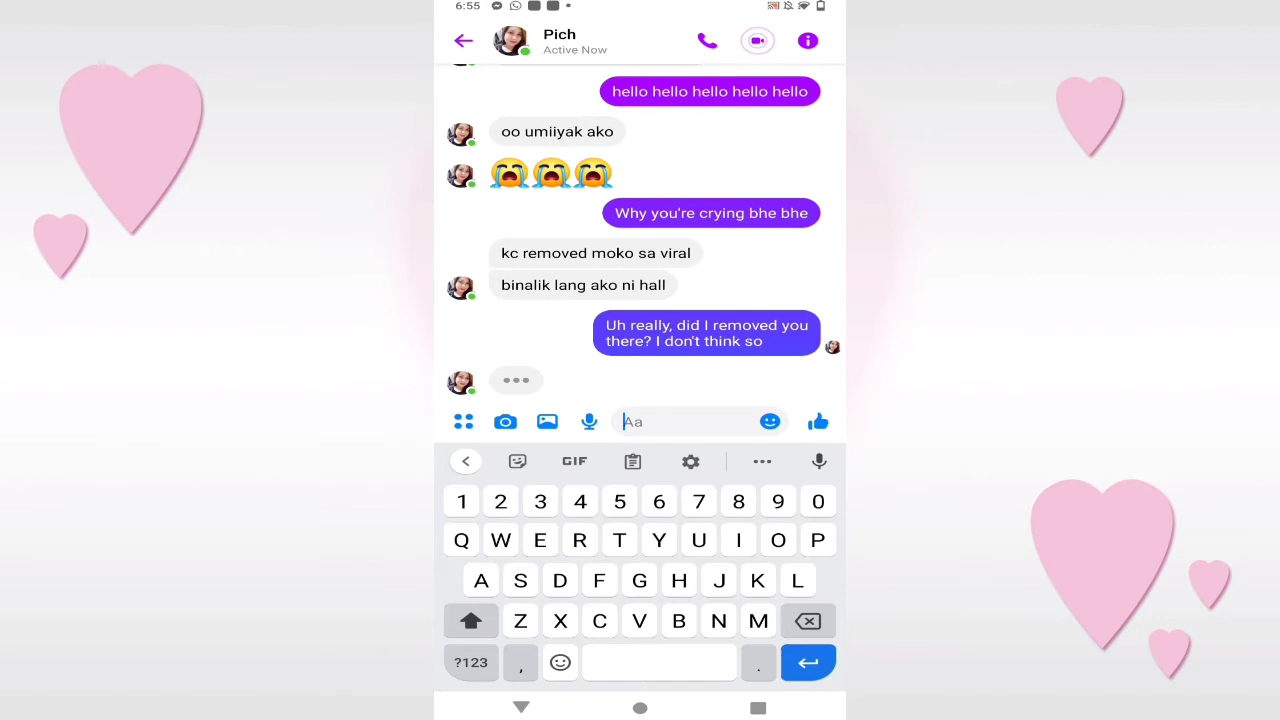 6:55
Pich
Active Now
hello hello hello hello hello
oo umiiyak ako
😭😭😭
Why you're crying bhe bhe
kc removed moko sa viral
binalik lang ako ni hall
Uh really, did I removed you
there? I don't think so
Aa
GIF
1 2 3 4 5 6 7 8 9 0
Q W E R T Y U I O P
A S D F G H J K L
Z X C V B N M
?123 , .